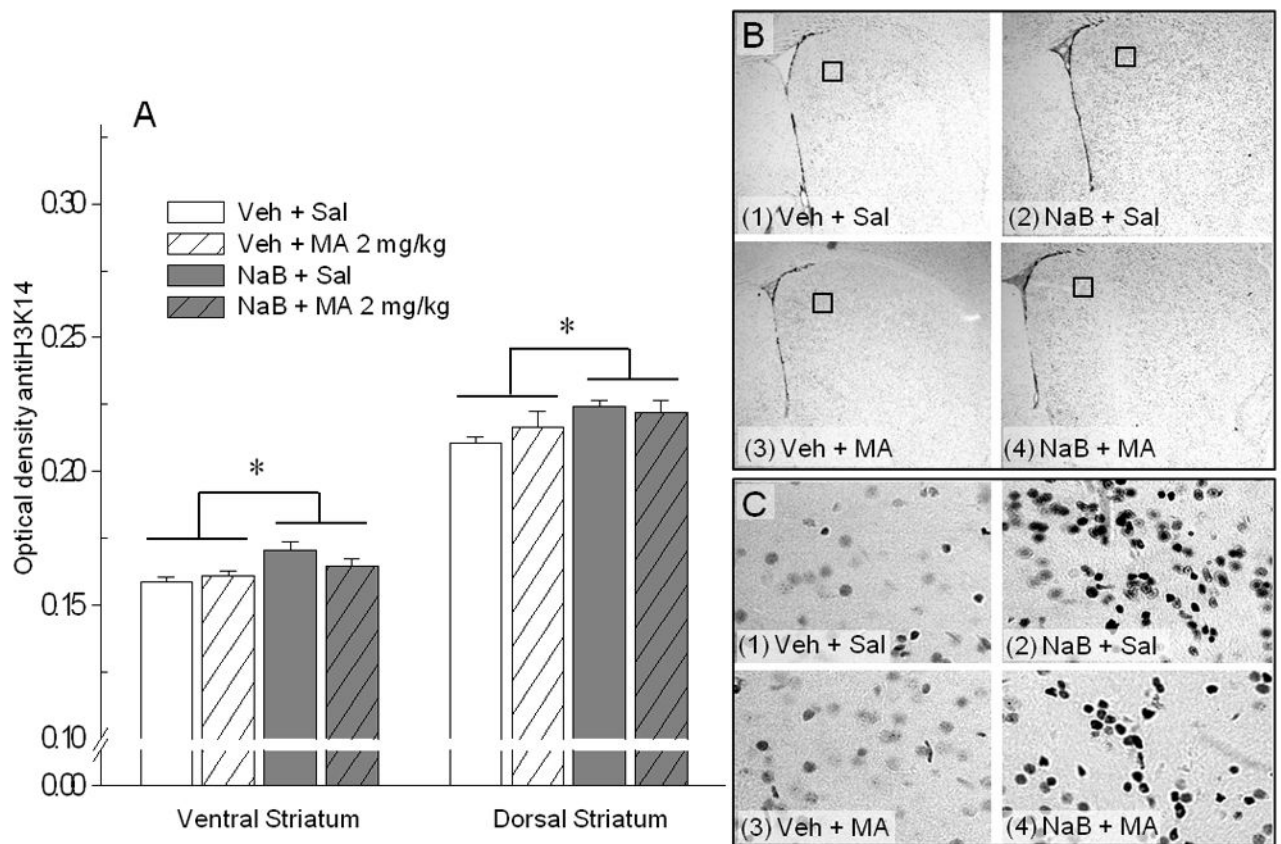 A
0.30
0.25
0.20
0.15
0.10
0.00
Optical density antiH3K14
Veh + Sal
Veh + MA 2 mg/kg
NaB + Sal
NaB + MA 2 mg/kg
*
*
Ventral Striatum
Dorsal Striatum
B
(1) Veh + Sal
(2) NaB + Sal
(3) Veh + MA
(4) NaB + MA
C
(1) Veh + Sal
(2) NaB + Sal
(3) Veh + MA
(4) NaB + MA